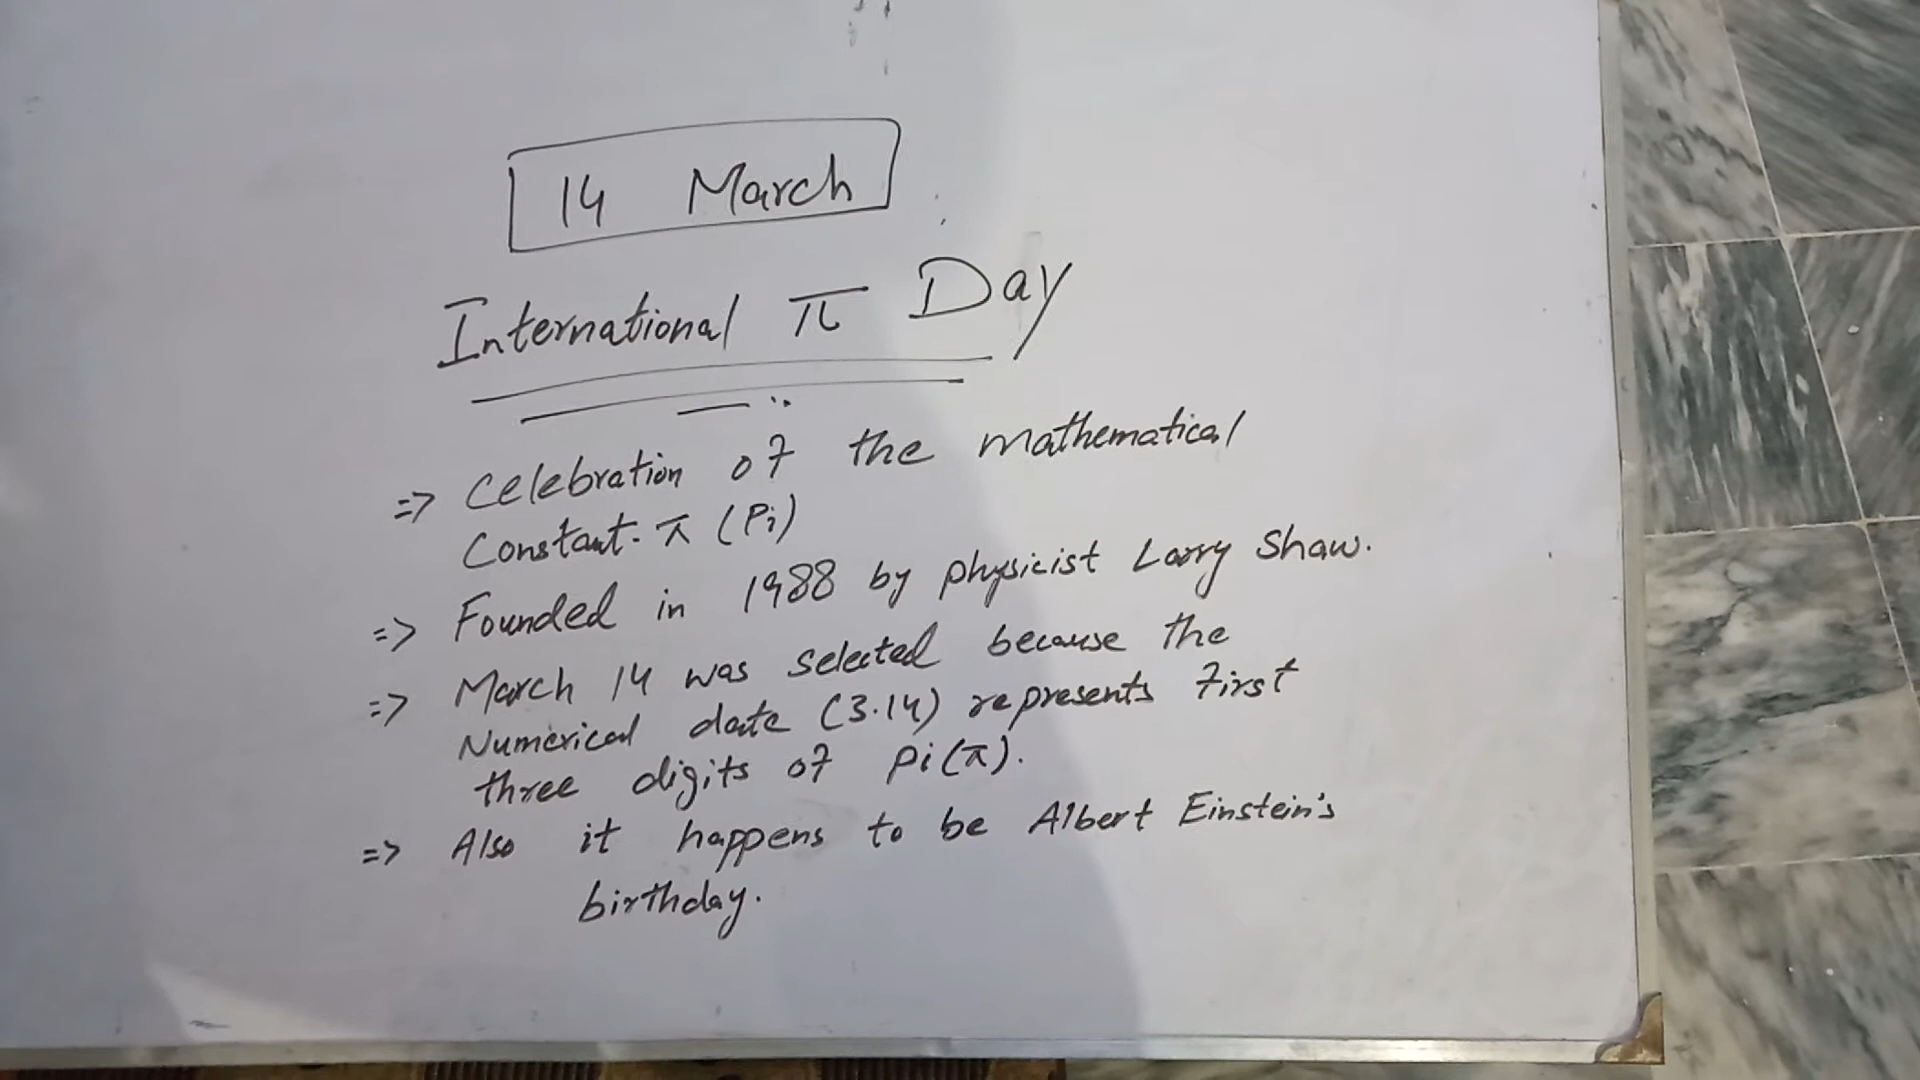 14 March
International π Day
=> Celebration of the mathematical
Constant. π (Pi)
=> Founded in 1988 by physicist Larry Shaw.
=> March 14 was selected because the
Numerical date (3.14) represents first
three digits of Pi(π).
=> Also it happens to be Albert Einstein's
birthday.